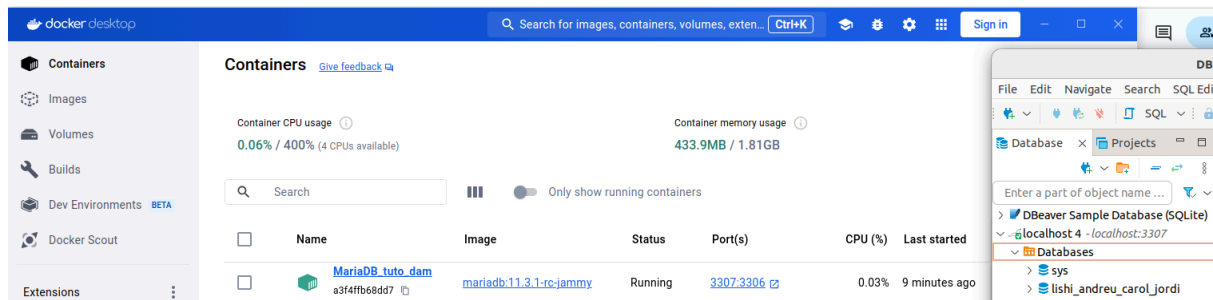 docker desktop
Search for images, containers, volumes, exten... Ctrl+K
Sign in
Containers
Images
Volumes
Builds
Dev Environments BETA
Docker Scout
Extensions
Containers Give feedback
Container CPU usage
0.06% / 400% (4 CPUs available)
Container memory usage
433.9MB / 1.81GB
Search
Only show running containers
Name Image Status Port(s) CPU (%) Last started
MariaDB_tuto_dam
a3f4ffb68dd7
mariadb:11.3.1-rc-jammy Running 3307:3306 0.03% 9 minutes ago
DB
File Edit Navigate Search SQL Edi
SQL
Database Projects
Enter a part of object name ...
DBeaver Sample Database (SQLite)
localhost 4 - localhost:3307
Databases
sys
lishi_andreu_carol_jordi